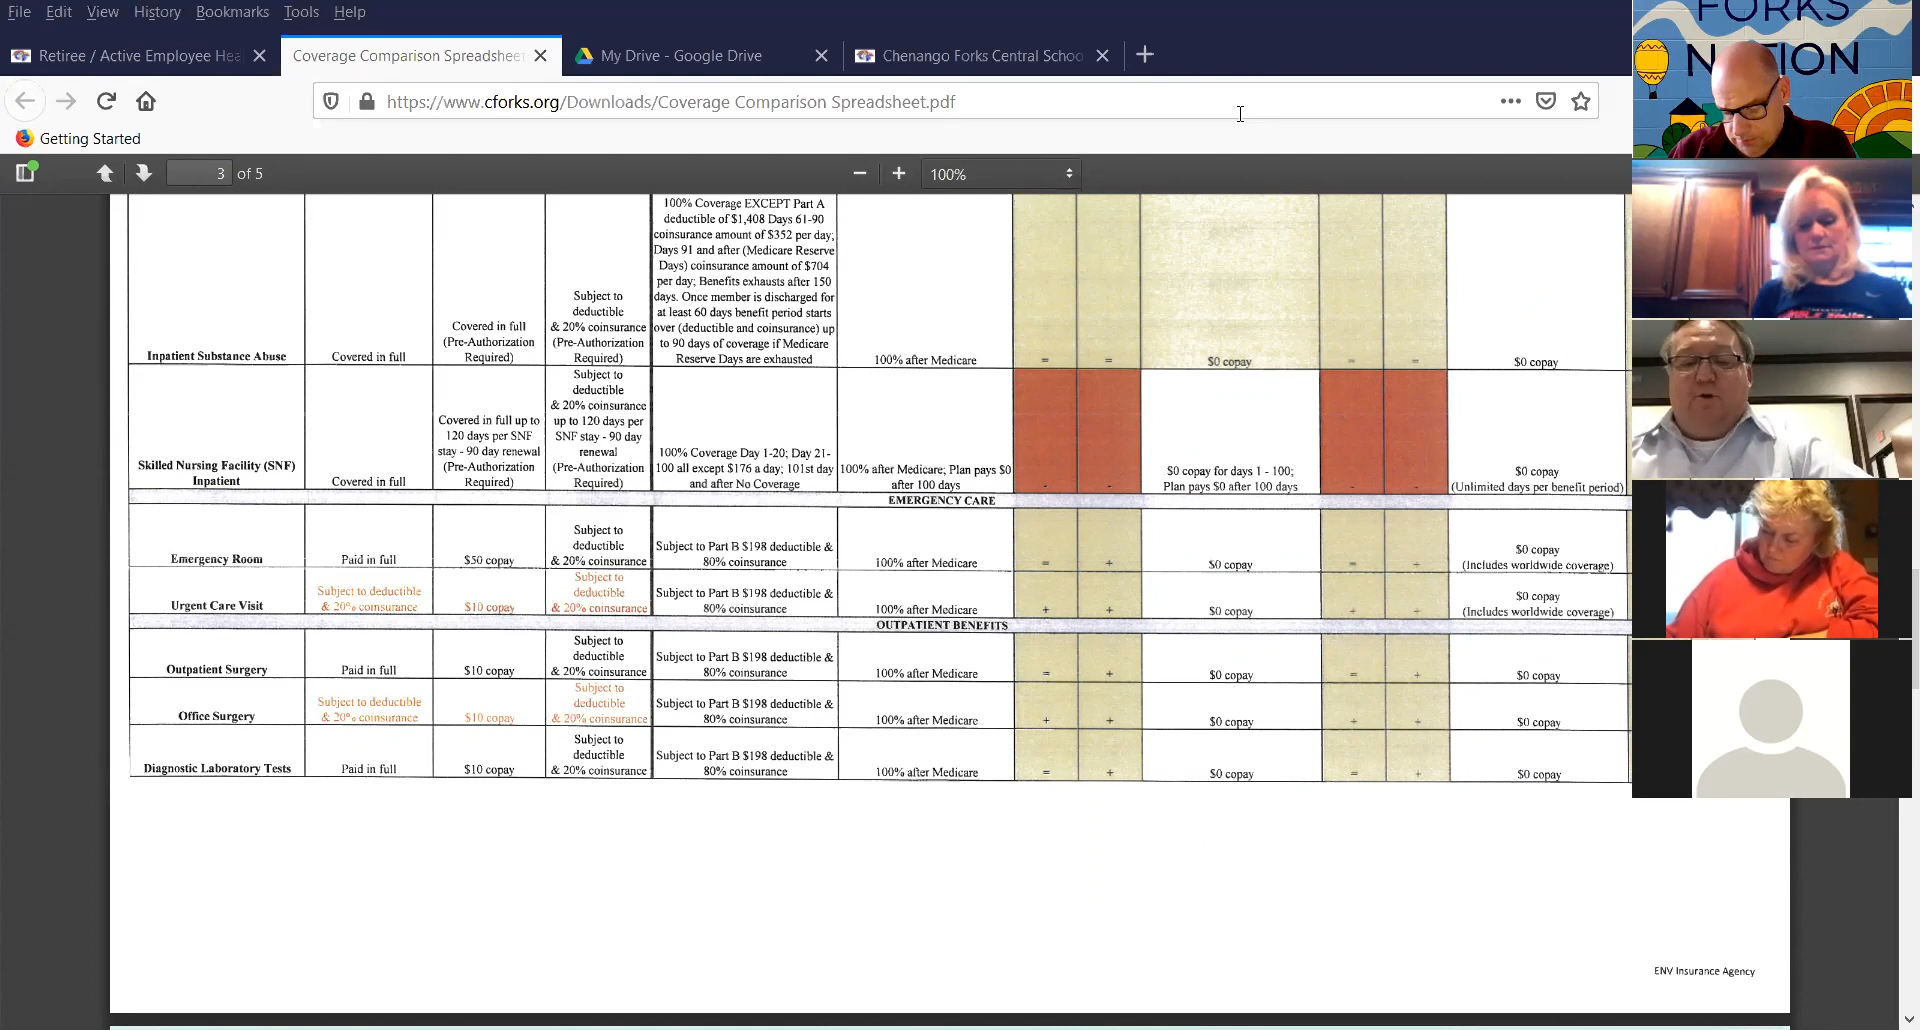 File Edit View History Bookmarks Tools Help
Retiree / Active Employee Hea
Coverage Comparison Spreadsheet
My Drive - Google Drive
Chenango Forks Central Schoo
https://www.cforks.org/Downloads/Coverage Comparison Spreadsheet.pdf
Getting Started
3 of 5
100%
FORKS
NATION
Inpatient Substance Abuse
Covered in full
Covered in full
(Pre-Authorization
Required)
Subject to
deductible
& 20% coinsurance
(Pre-Authorization
Required)
100% Coverage EXCEPT Part A
deductible of $1,408 Days 61-90
coinsurance amount of $352 per day;
Days 91 and after (Medicare Reserve
Days) coinsurance amount of $704
per day; Benefits exhausts after 150
days. Once member is discharged for
at least 60 days benefit period starts
over (deductible and coinsurance) up
to 90 days of coverage if Medicare
Reserve Days are exhausted
100% after Medicare
= =
$0 copay
= =
$0 copay
Skilled Nursing Facility (SNF)
Inpatient
Covered in full
Covered in full up to
120 days per SNF
stay - 90 day renewal
(Pre-Authorization
Required)
Subject to
deductible
& 20% coinsurance
up to 120 days per
SNF stay - 90 day
renewal
(Pre-Authorization
Required)
100% Coverage Day 1-20; Day 21-
100 all except $176 a day; 101st day
and after No Coverage
100% after Medicare; Plan pays $0
after 100 days
- -
$0 copay for days 1 - 100;
Plan pays $0 after 100 days
- -
$0 copay
(Unlimited days per benefit period)
EMERGENCY CARE
Emergency Room
Paid in full
$50 copay
Subject to
deductible
& 20% coinsurance
Subject to Part B $198 deductible &
80% coinsurance
100% after Medicare
= +
$0 copay
= +
$0 copay
(Includes worldwide coverage)
Urgent Care Visit
Subject to deductible
& 20% coinsurance
$10 copay
Subject to
deductible
& 20% coinsurance
Subject to Part B $198 deductible &
80% coinsurance
100% after Medicare
+ +
$0 copay
+ +
$0 copay
(Includes worldwide coverage)
OUTPATIENT BENEFITS
Outpatient Surgery
Paid in full
$10 copay
Subject to
deductible
& 20% coinsurance
Subject to Part B $198 deductible &
80% coinsurance
100% after Medicare
= +
$0 copay
= +
$0 copay
Office Surgery
Subject to deductible
& 20% coinsurance
$10 copay
Subject to
deductible
& 20% coinsurance
Subject to Part B $198 deductible &
80% coinsurance
100% after Medicare
+ +
$0 copay
+ +
$0 copay
Diagnostic Laboratory Tests
Paid in full
$10 copay
Subject to
deductible
& 20% coinsurance
Subject to Part B $198 deductible &
80% coinsurance
100% after Medicare
= +
$0 copay
= +
$0 copay
ENV Insurance Agency